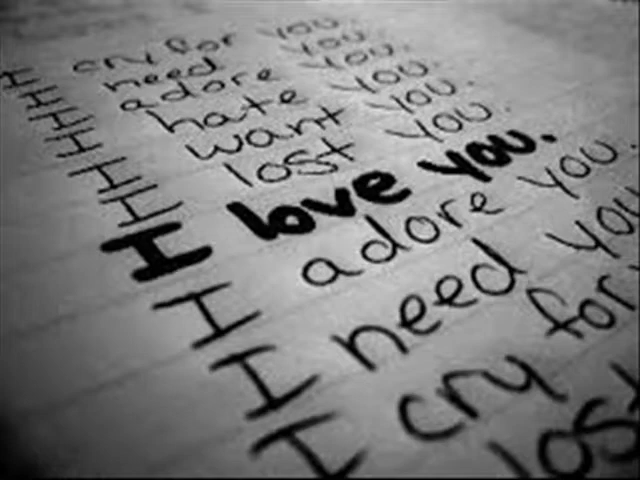 I cry for you.
I need you.
I adore you.
I hate you.
I want you.
I lost you.
I love you.
I adore you.
I need you
I cry for
lost